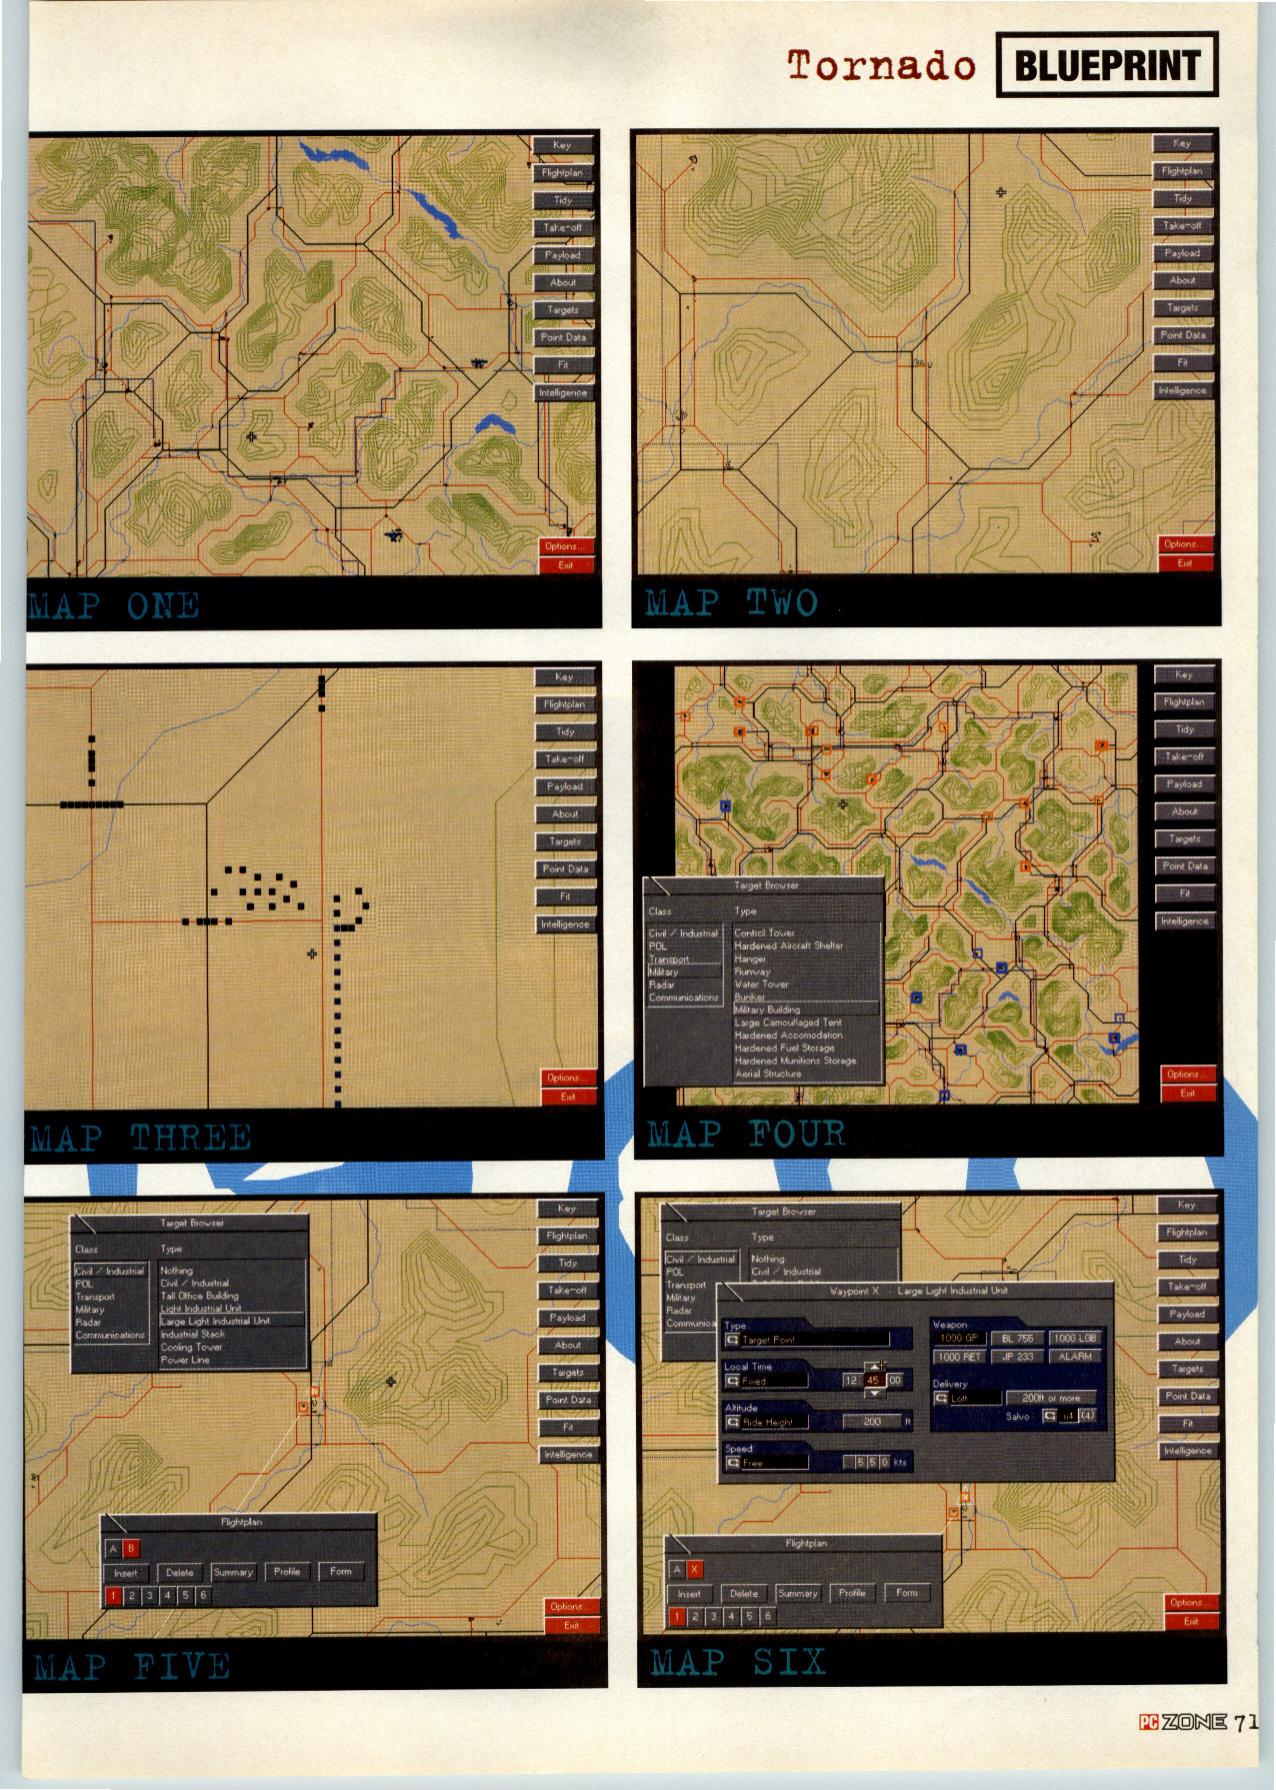 Tornado BLUEPRINT
Key
Flightplan
Tidy
Take-off
Payload
About
Targets
Point Data
Fit
Intelligence
Options...
Exit
MAP ONE
Key
Flightplan
Tidy
Take-off
Payload
About
Targets
Point Data
Fit
Intelligence
Options...
Exit
MAP TWO
Key
Flightplan
Tidy
Take-off
Payload
About
Targets
Point Data
Fit
Intelligence
Options...
Exit
MAP THREE
Key
Flightplan
Tidy
Take-off
Payload
About
Targets
Point Data
Fit
Intelligence
Target Browser
Class Type
Civil / Industrial Control Tower
POL Hardened Aircraft Shelter
Transport Hanger
Military Runway
Radar Water Tower
Communications Bunker
Military Building
Large Camouflaged Tent
Hardened Accomodation
Hardened Fuel Storage
Hardened Munitions Storage
Aerial Structure
Options...
Exit
MAP FOUR
Key
Flightplan
Tidy
Take-off
Payload
About
Targets
Point Data
Fit
Intelligence
Target Browser
Class Type
Civil / Industrial Nothing
POL Civil / Industrial
Transport Tall Office Building
Military Light Industrial Unit
Radar Large Light Industrial Unit
Communications Industrial Stack
Cooling Tower
Power Line
Flightplan
A B
Insert Delete Summary Profile Form
1 2 3 4 5 6
Options...
Exit
MAP FIVE
Key
Flightplan
Tidy
Take-off
Payload
About
Targets
Point Data
Fit
Intelligence
Target Browser
Class Type
Civil / Industrial Nothing
POL Civil / Industrial
Transport
Military
Radar
Communica
Waypoint X - Large Light Industrial Unit
Type
Target Point
Local Time
Fixed 12 45 00
Altitude
Ride Height 200 ft
Speed
Free 550 kts
Weapon
1000 GP BL 755 1000 LGB
1000 RET JP 233 ALARM
Delivery
Loft 200ft or more
Salvo: x4 (4)
Flightplan
A X
Insert Delete Summary Profile Form
1 2 3 4 5 6
Options...
Exit
MAP SIX
PC ZONE 71